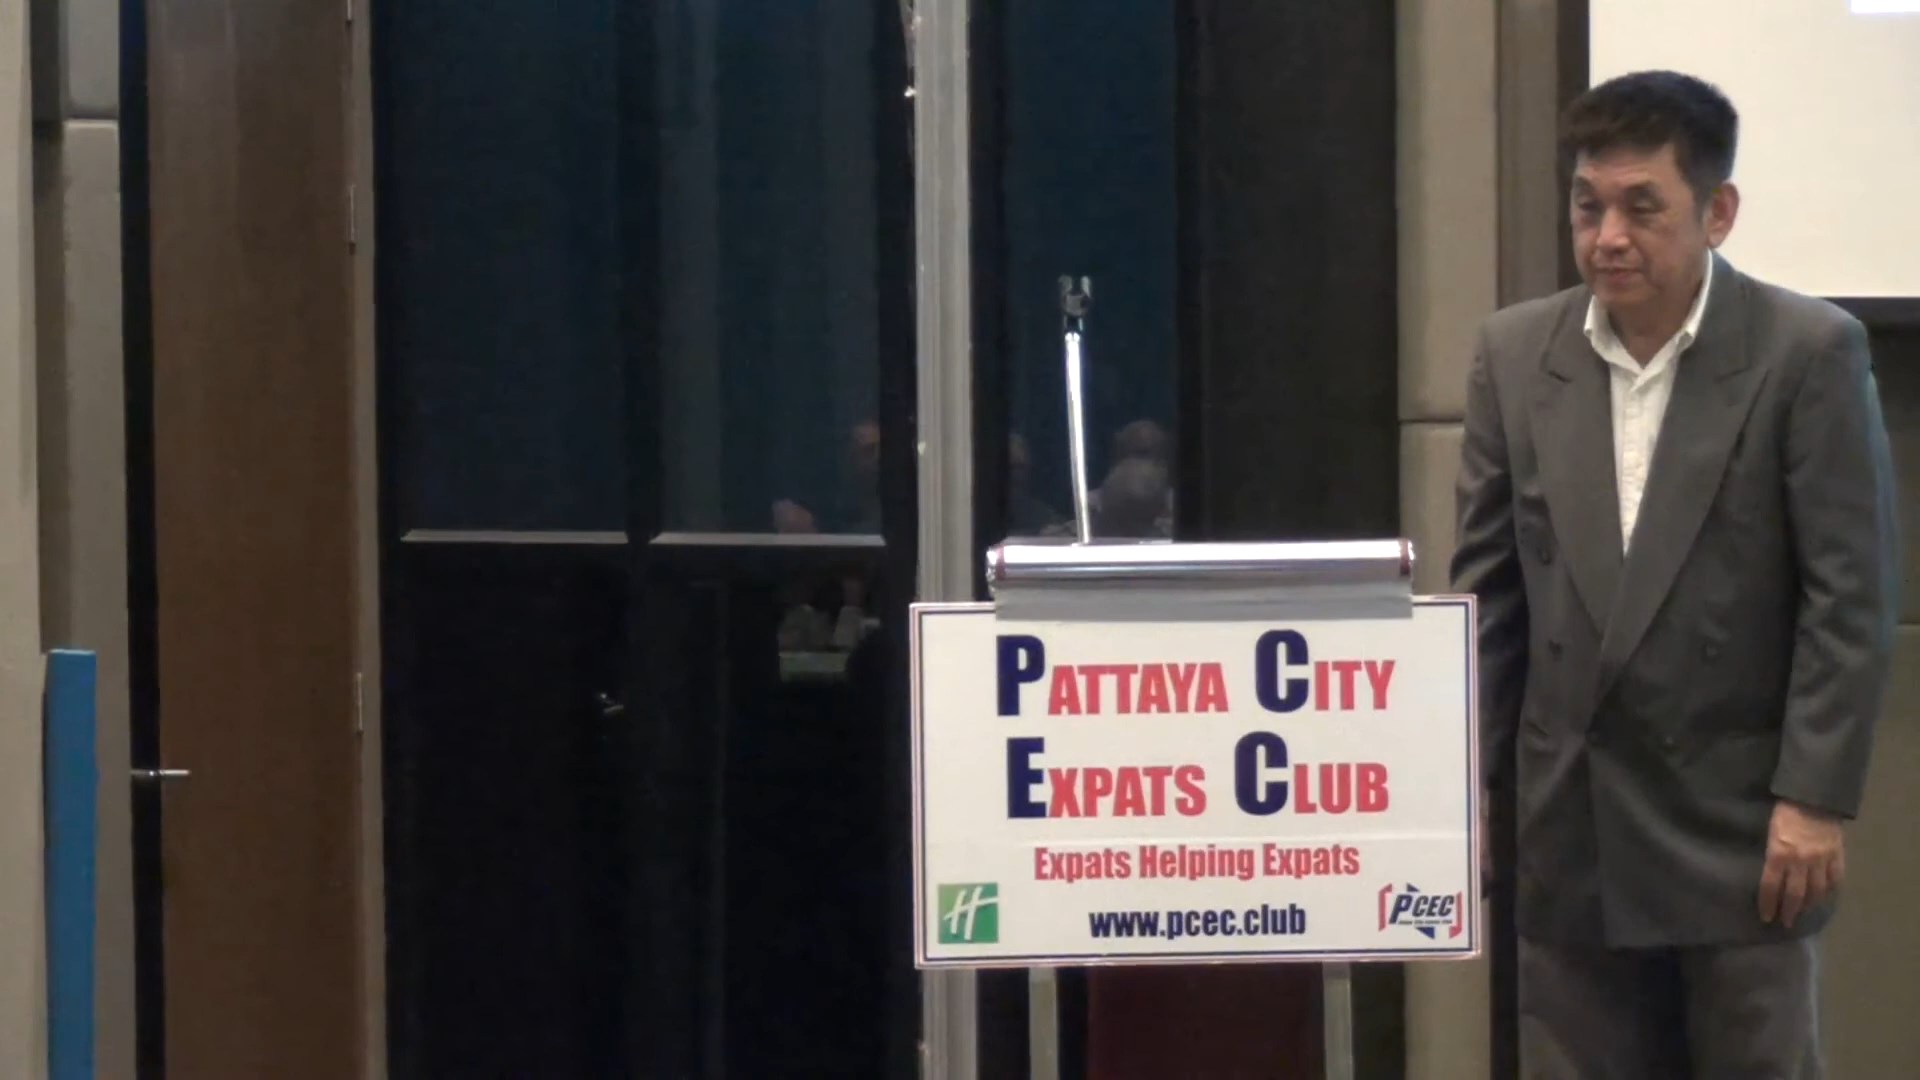 PATTAYA CITY
EXPATS CLUB
Expats Helping Expats
H
www.pcec.club
PCEC